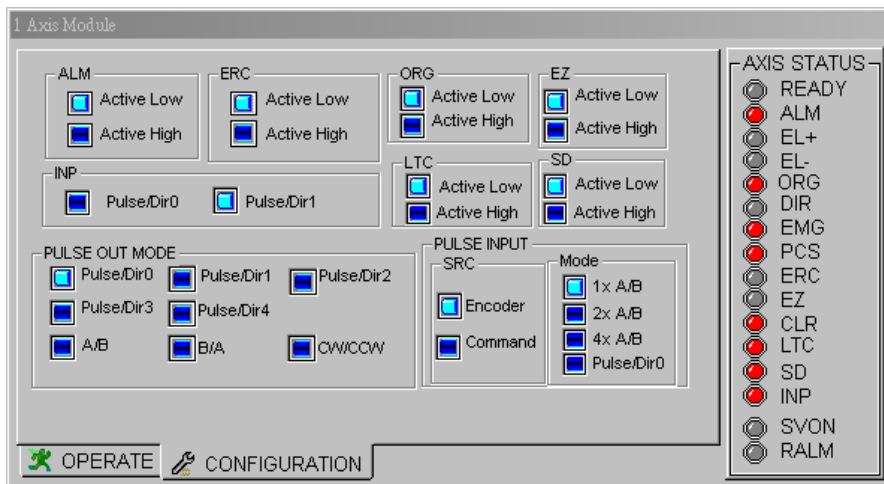 1 Axis Module
ALM
Active Low
Active High
ERC
Active Low
Active High
ORG
Active Low
Active High
EZ
Active Low
Active High
INP
Pulse/Dir0
Pulse/Dir1
LTC
Active Low
Active High
SD
Active Low
Active High
PULSE OUT MODE
Pulse/Dir0
Pulse/Dir1
Pulse/Dir2
Pulse/Dir3
Pulse/Dir4
A/B
B/A
CW/CCW
PULSE INPUT
SRC
Encoder
Command
Mode
1x A/B
2x A/B
4x A/B
Pulse/Dir0
OPERATE
CONFIGURATION
AXIS STATUS
READY
ALM
EL+
EL-
ORG
DIR
EMG
PCS
ERC
EZ
CLR
LTC
SD
INP
SVON
RALM